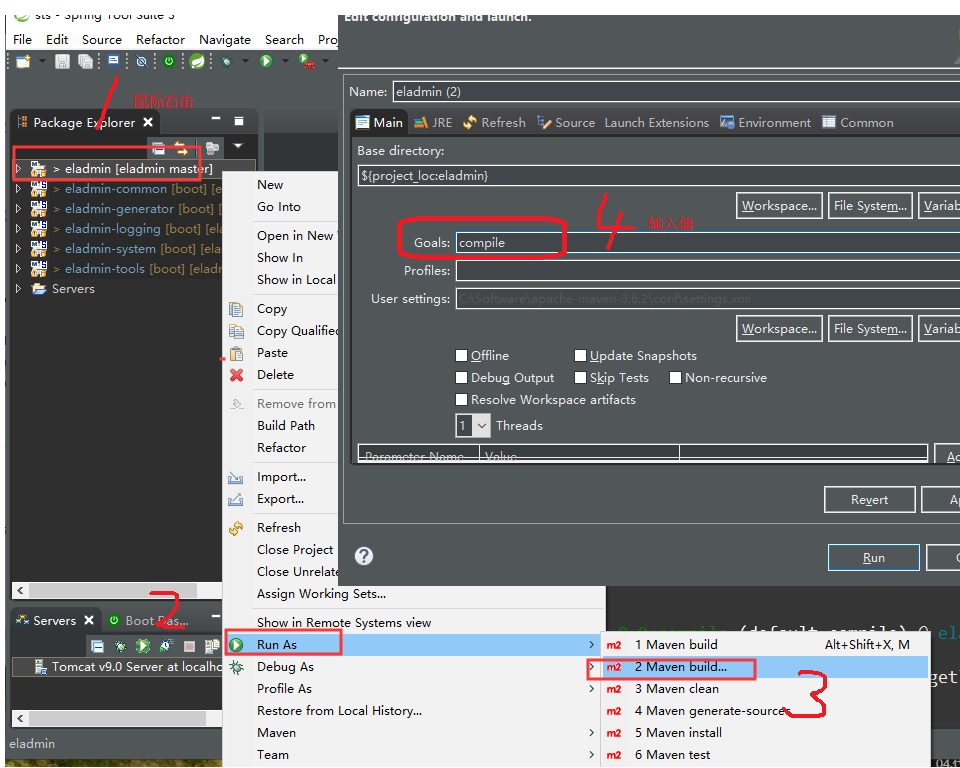 sts - Spring Tool Suite 3
File Edit Source Refactor Navigate Search
1 鼠标右击
Package Explorer
> eladmin [eladmin master]
> eladmin-common [boot]
> eladmin-generator [boot]
> eladmin-logging [boot]
> eladmin-system [boot]
> eladmin-tools [boot]
Servers
New
Go Into
Open in New
Show In
Show in Local
Copy
Copy Qualified
Paste
Delete
Remove from
Build Path
Refactor
Import...
Export...
Refresh
Close Project
Close Unrelate
Assign Working Sets...
Show in Remote Systems view
2
Run As
Debug As
Profile As
Restore from Local History...
Maven
Team
m2 1 Maven build Alt+Shift+X, M
m2 2 Maven build...
m2 3 Maven clean
3
m2 4 Maven generate-sources
m2 5 Maven install
m2 6 Maven test
Servers Boot Das...
Tomcat v9.0 Server at localho
eladmin
Edit configuration and launch.
Name: eladmin (2)
Main JRE Refresh Source Launch Extensions Environment Common
Base directory:
${project_loc:eladmin}
Workspace... File System... Variab
4 输入值
Goals: compile
Profiles:
User settings: C:\Software\apache-maven-3.6.2\conf\settings.xml
Workspace... File System... Variab
Offline Update Snapshots
Debug Output Skip Tests Non-recursive
Resolve Workspace artifacts
1 Threads
Parameter Name Value
Revert
Run
(default-compile) @ ela
get